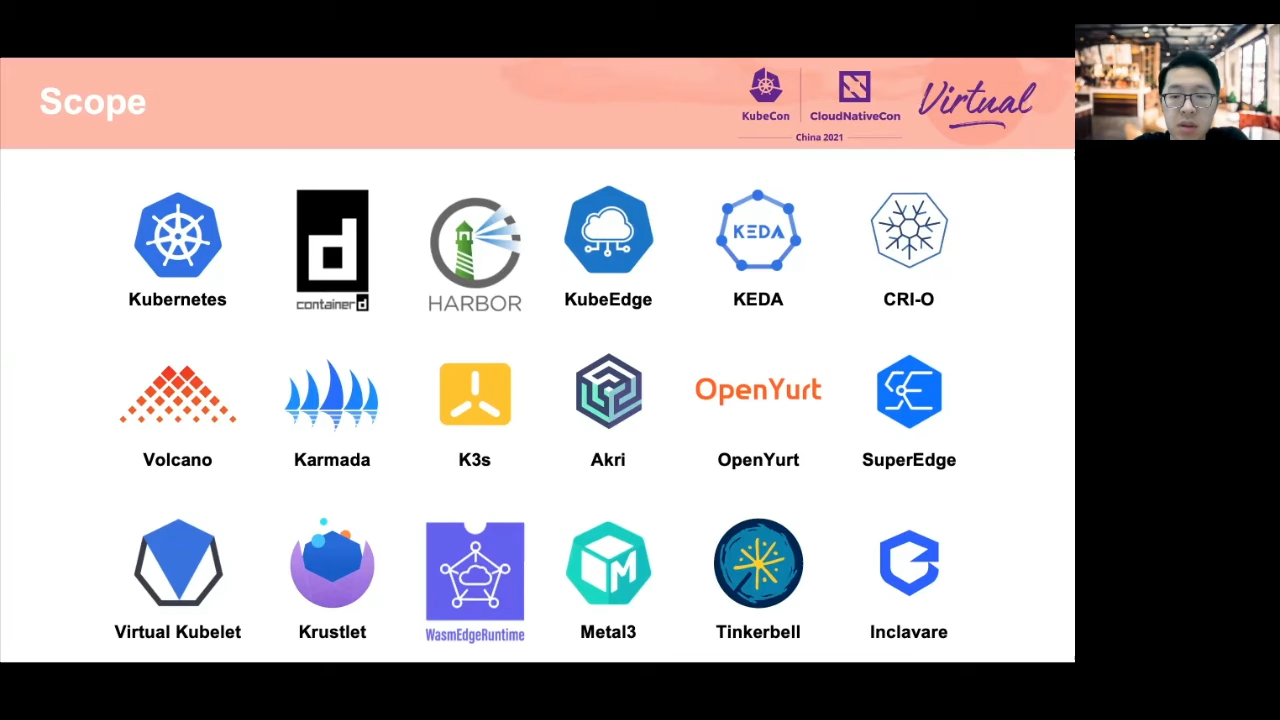 Scope
KubeCon
CloudNativeCon
China 2021
Virtual
KEDA
containerd
HARBOR
Kubernetes
KubeEdge
KEDA
CRI-O
OpenYurt
Volcano
Karmada
K3s
Akri
OpenYurt
SuperEdge
M
WasmEdgeRuntime
Virtual Kubelet
Krustlet
Metal3
Tinkerbell
Inclavare